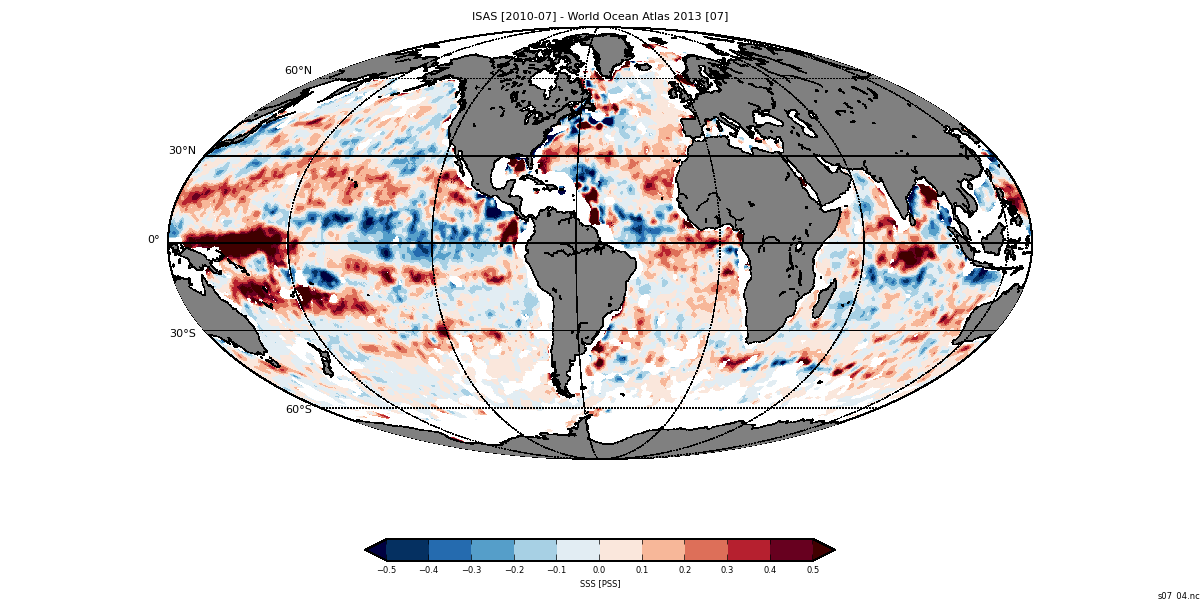 ISAS [2010-07] - World Ocean Atlas 2013 [07]
60°N
30°N
0°
30°S
60°S
−0.5 −0.4 −0.3 −0.2 −0.1 0.0 0.1 0.2 0.3 0.4 0.5
SSS [PSS]
s07_04.nc